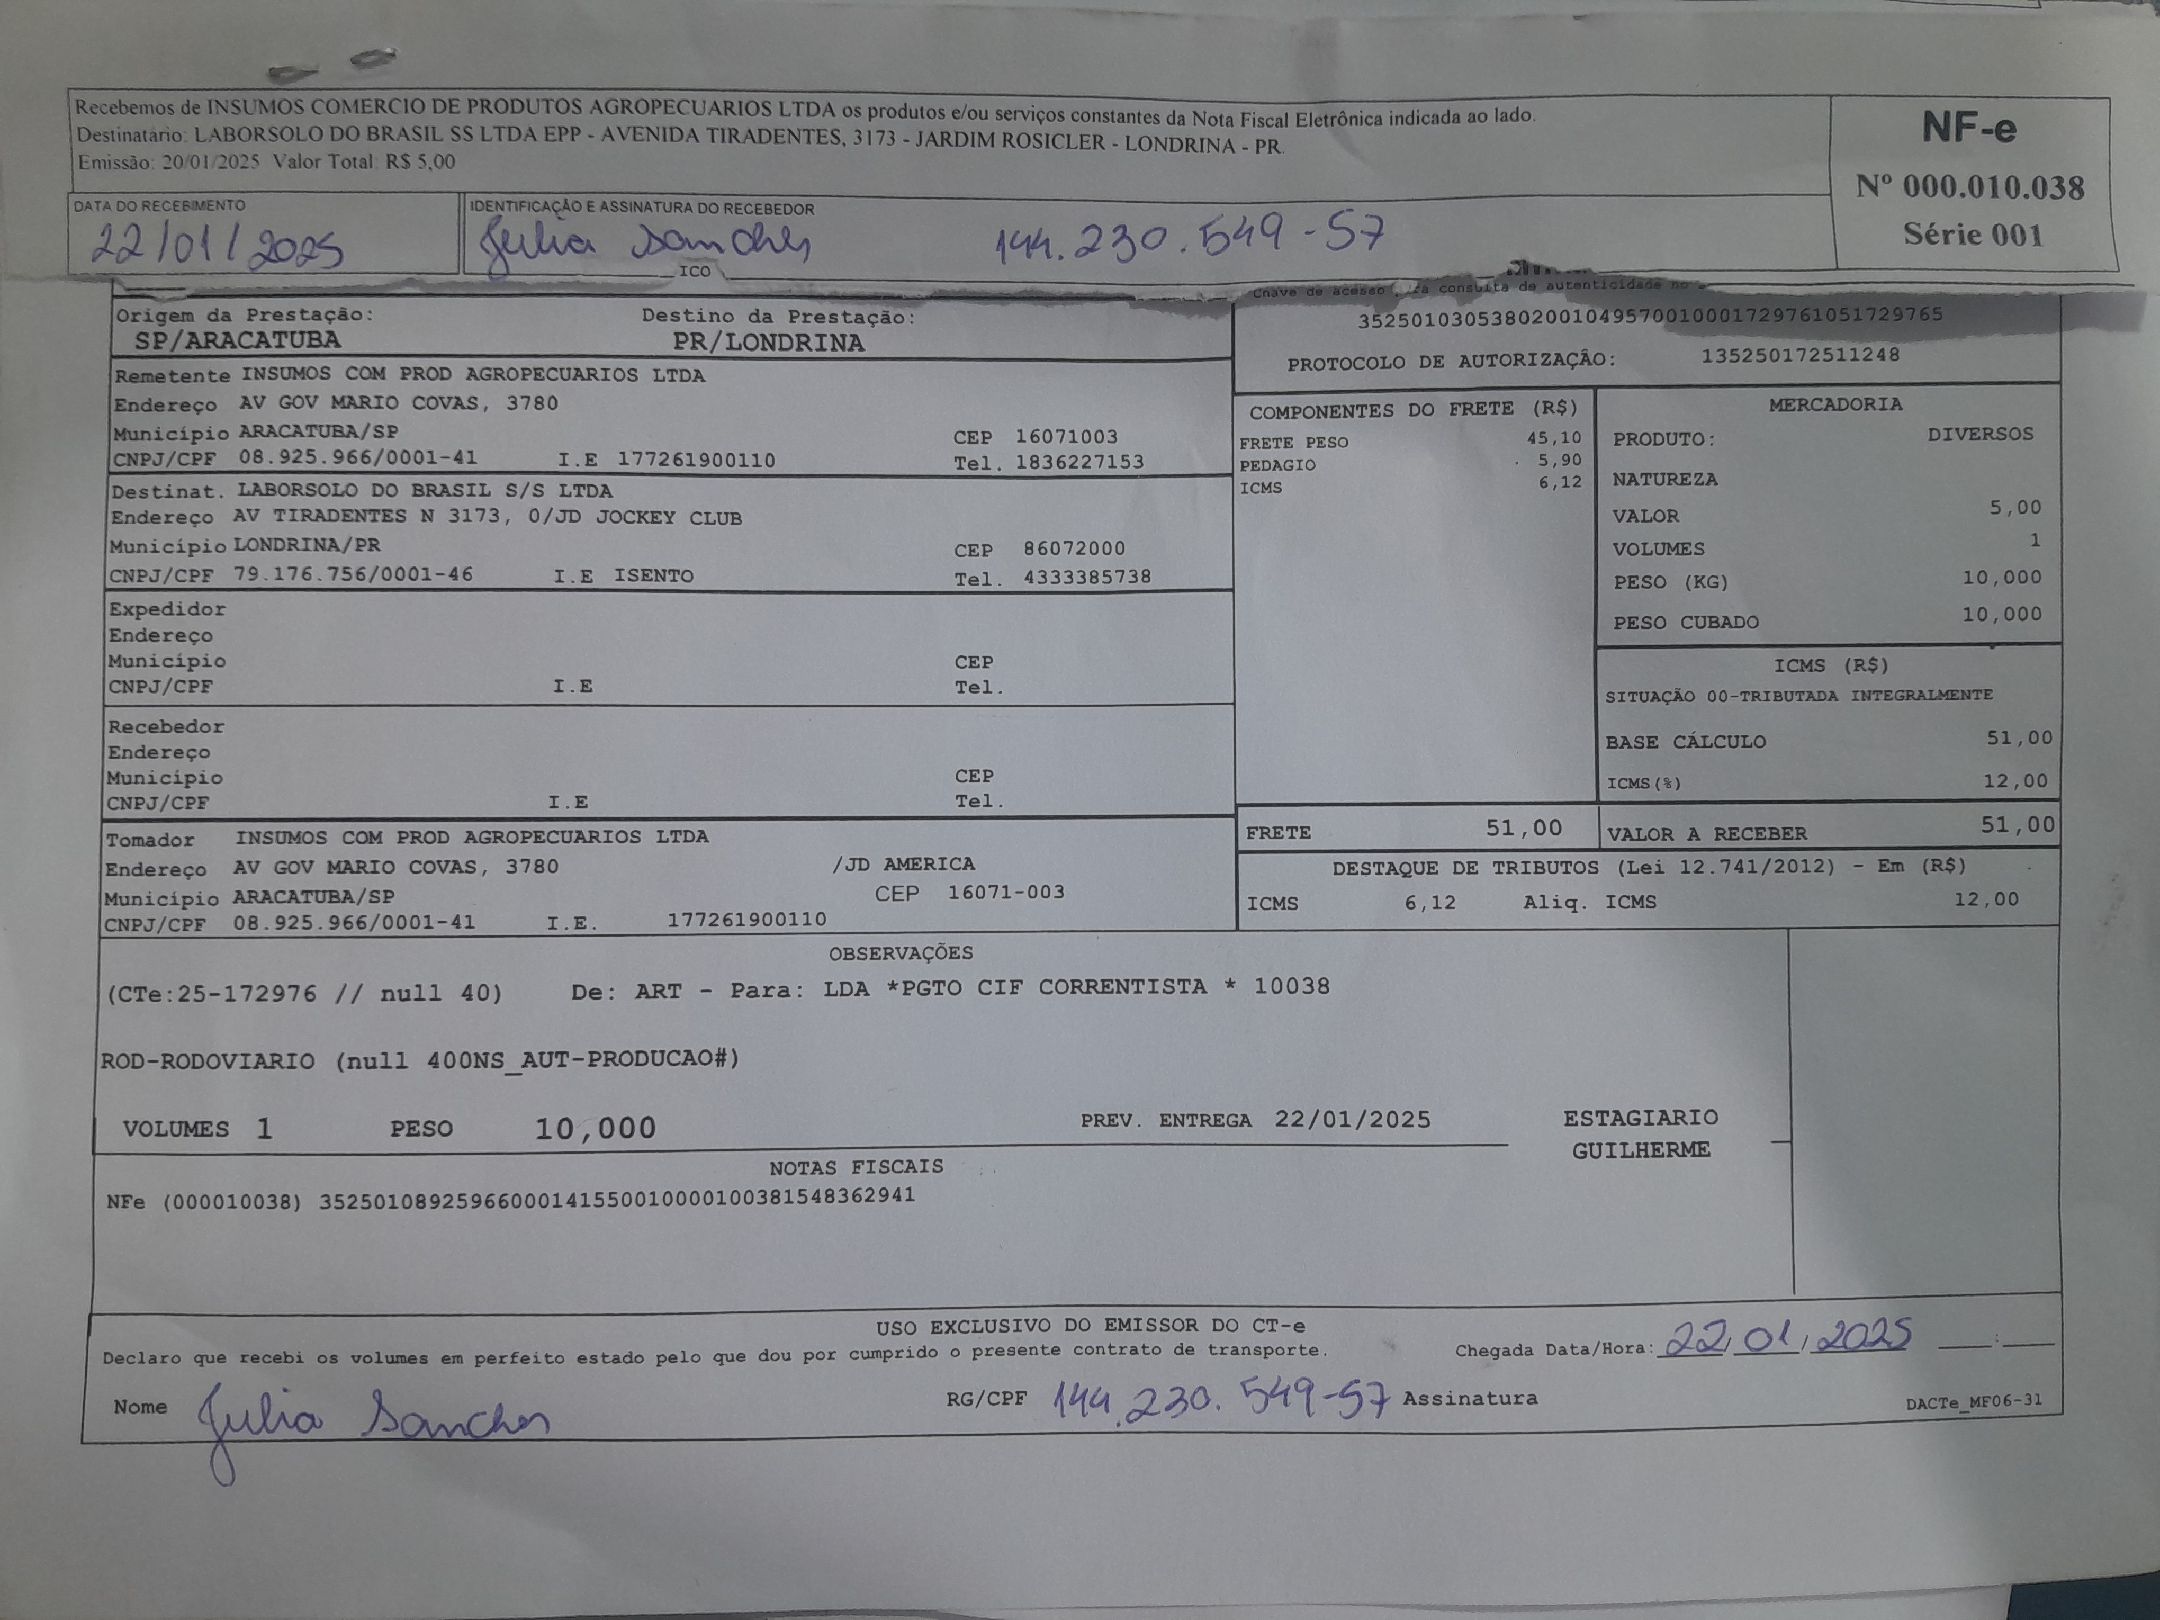 Recebemos de INSUMOS COMERCIO DE PRODUTOS AGROPECUARIOS LTDA os produtos e/ou serviços constantes da Nota Fiscal Eletrônica indicada ao lado.
Destinatário: LABORSOLO DO BRASIL SS LTDA EPP - AVENIDA TIRADENTES, 3173 - JARDIM ROSICLER - LONDRINA - PR.
Emissão: 20/01/2025 Valor Total: R$ 5,00
NF-e
Nº 000.010.038
Série 001
DATA DO RECEBIMENTO
22/01/2025
IDENTIFICAÇÃO E ASSINATURA DO RECEBEDOR
Julia Sanches 144.230.549-57
ICO
Chave de acesso consulta de autenticidade no
35250103053802001049570010001729761051729765
PROTOCOLO DE AUTORIZAÇÃO: 135250172511248
Origem da Prestação: Destino da Prestação:
SP/ARACATUBA PR/LONDRINA
Remetente INSUMOS COM PROD AGROPECUARIOS LTDA
Endereço AV GOV MARIO COVAS, 3780
Município ARACATUBA/SP CEP 16071003
CNPJ/CPF 08.925.966/0001-41 I.E 177261900110 Tel. 1836227153
Destinat. LABORSOLO DO BRASIL S/S LTDA
Endereço AV TIRADENTES N 3173, 0/JD JOCKEY CLUB
Município LONDRINA/PR CEP 86072000
CNPJ/CPF 79.176.756/0001-46 I.E ISENTO Tel. 4333385738
Expedidor
Endereço
Município CEP
CNPJ/CPF I.E Tel.
Recebedor
Endereço
Município CEP
CNPJ/CPF I.E Tel.
Tomador INSUMOS COM PROD AGROPECUARIOS LTDA
Endereço AV GOV MARIO COVAS, 3780 /JD AMERICA
Município ARACATUBA/SP CEP 16071-003
CNPJ/CPF 08.925.966/0001-41 I.E. 177261900110
COMPONENTES DO FRETE (R$)
FRETE PESO 45,10
PEDAGIO 5,90
ICMS 6,12
MERCADORIA
PRODUTO: DIVERSOS
NATUREZA
VALOR 5,00
VOLUMES 1
PESO (KG) 10,000
PESO CUBADO 10,000
ICMS (R$)
SITUAÇÃO 00-TRIBUTADA INTEGRALMENTE
BASE CÁLCULO 51,00
ICMS(%) 12,00
FRETE 51,00 VALOR A RECEBER 51,00
DESTAQUE DE TRIBUTOS (Lei 12.741/2012) - Em (R$)
ICMS 6,12 Aliq. ICMS 12,00
OBSERVAÇÕES
(CTe:25-172976 // null 40) De: ART - Para: LDA *PGTO CIF CORRENTISTA * 10038
ROD-RODOVIARIO (null 400NS_AUT-PRODUCAO#)
VOLUMES 1 PESO 10,000 PREV. ENTREGA 22/01/2025
ESTAGIARIO
GUILHERME
NOTAS FISCAIS
NFe (000010038) 35250108925966000141550010000100381548362941
USO EXCLUSIVO DO EMISSOR DO CT-e
Declaro que recebi os volumes em perfeito estado pelo que dou por cumprido o presente contrato de transporte. Chegada Data/Hora: 22/01/2025 __:__
Nome Julia Sanches RG/CPF 144.230.549-57 Assinatura DACTe_MF06-31